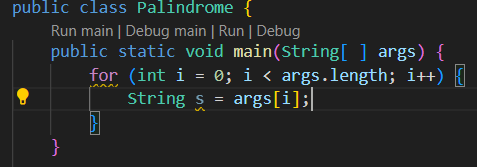 public class Palindrome {
Run main | Debug main | Run | Debug
public static void main(String[ ] args) {
for (int i = 0; i < args.length; i++) {
String s = args[i];
}
}